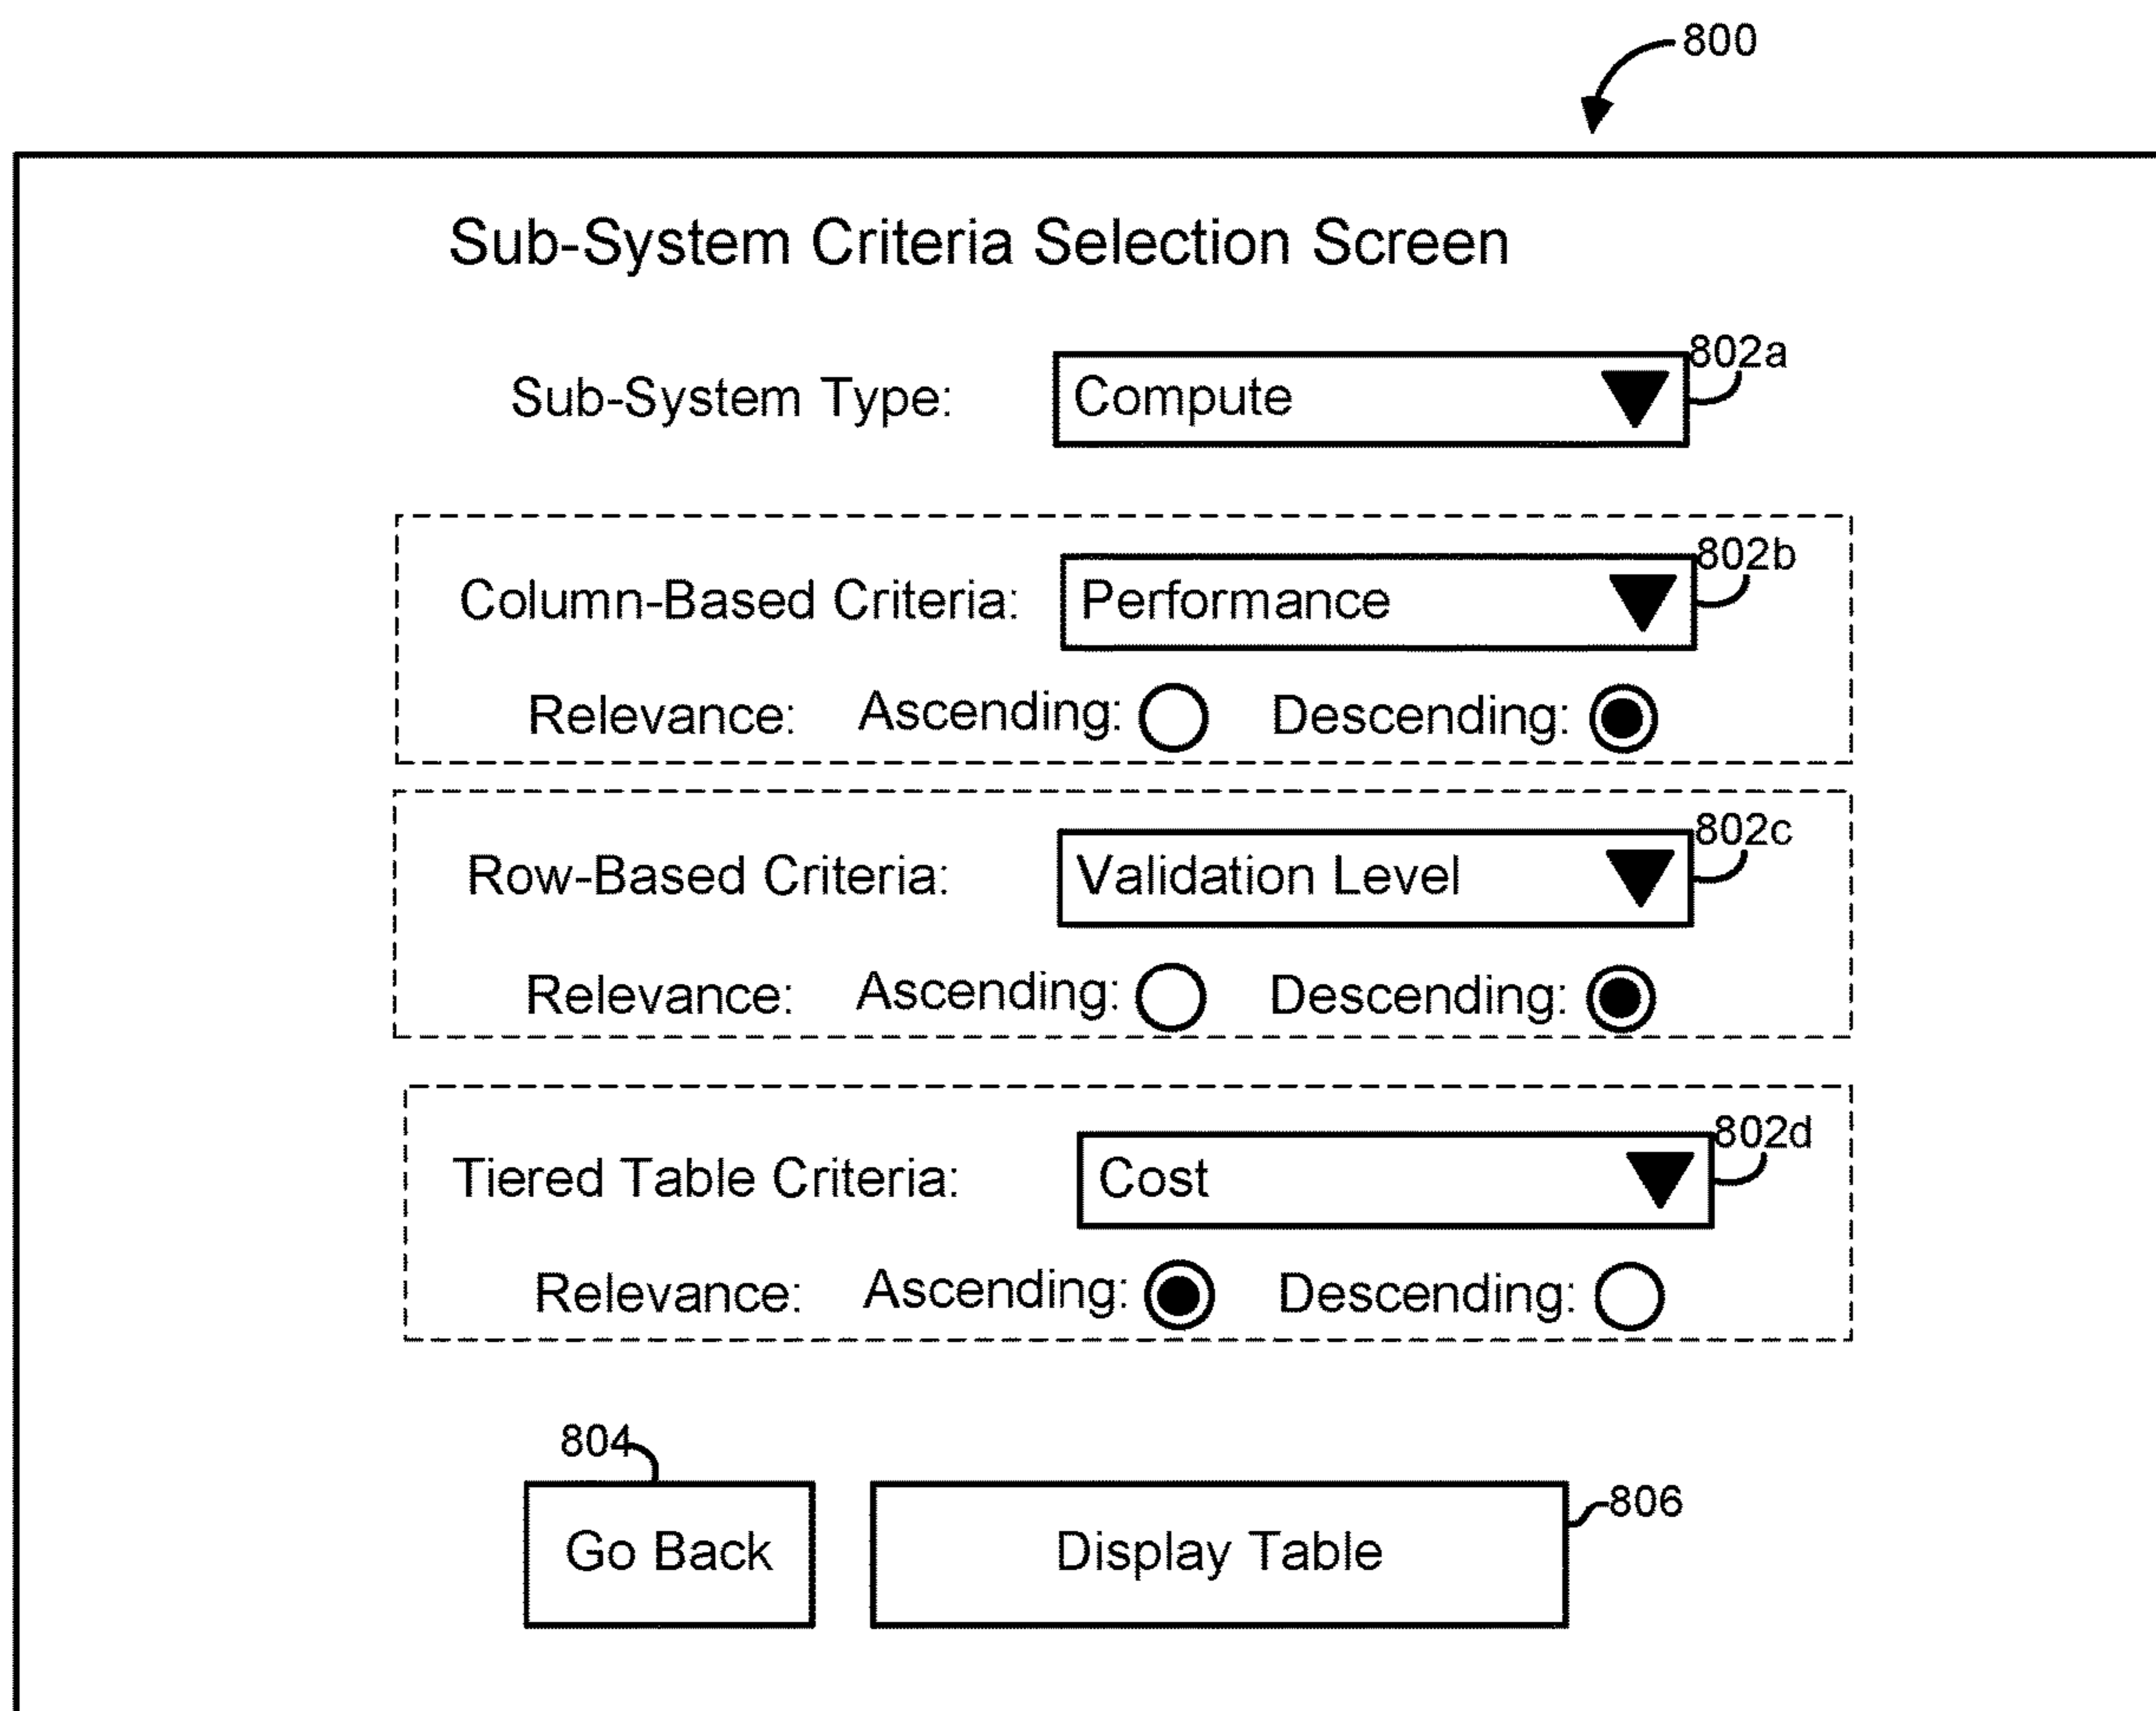 800
Sub-System Criteria Selection Screen
802a
Sub-System Type: Compute
802b
Column-Based Criteria: Performance
Relevance: Ascending: Descending:
802c
Row-Based Criteria: Validation Level
Relevance: Ascending: Descending:
802d
Tiered Table Criteria: Cost
Relevance: Ascending: Descending:
804
806
Go Back Display Table